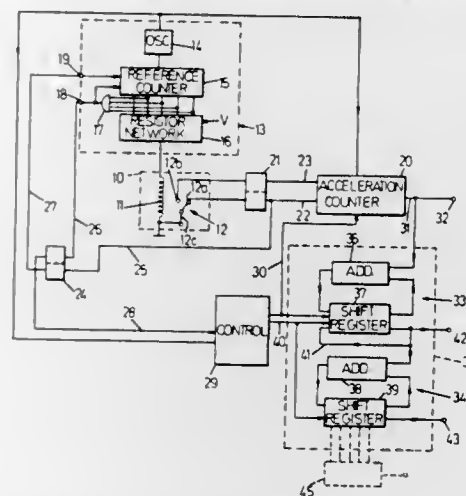 OSC
14
19
REFERENCE
COUNTER
15
18
17
RESISTOR
NETWORK
V
13
16
12b
21
23
20
10
12a
ACCELERATION
COUNTER
11
12
22
32
27
26
12c
31
30
36
24
25
ADD.
33
37
28
CONTROL
SHIFT
REGISTER
40
41
42
29
ADD
34
38
39
SHIFT
REGISTER
43
45